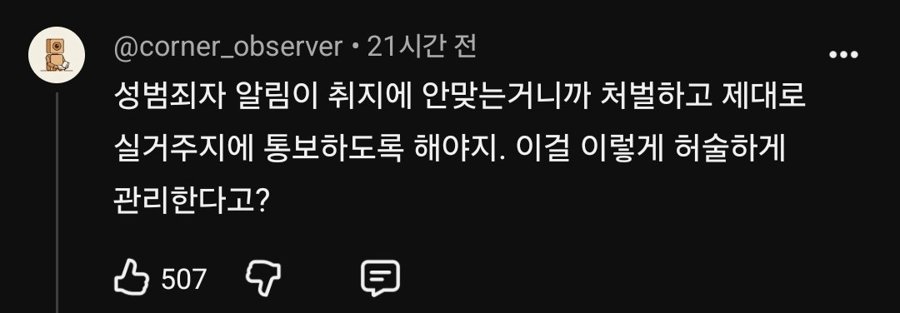 @corner_observer • 21시간 전
성범죄자 알림이 취지에 안맞는거니까 처벌하고 제대로
실거주지에 통보하도록 해야지. 이걸 이렇게 허술하게
관리한다고?
507